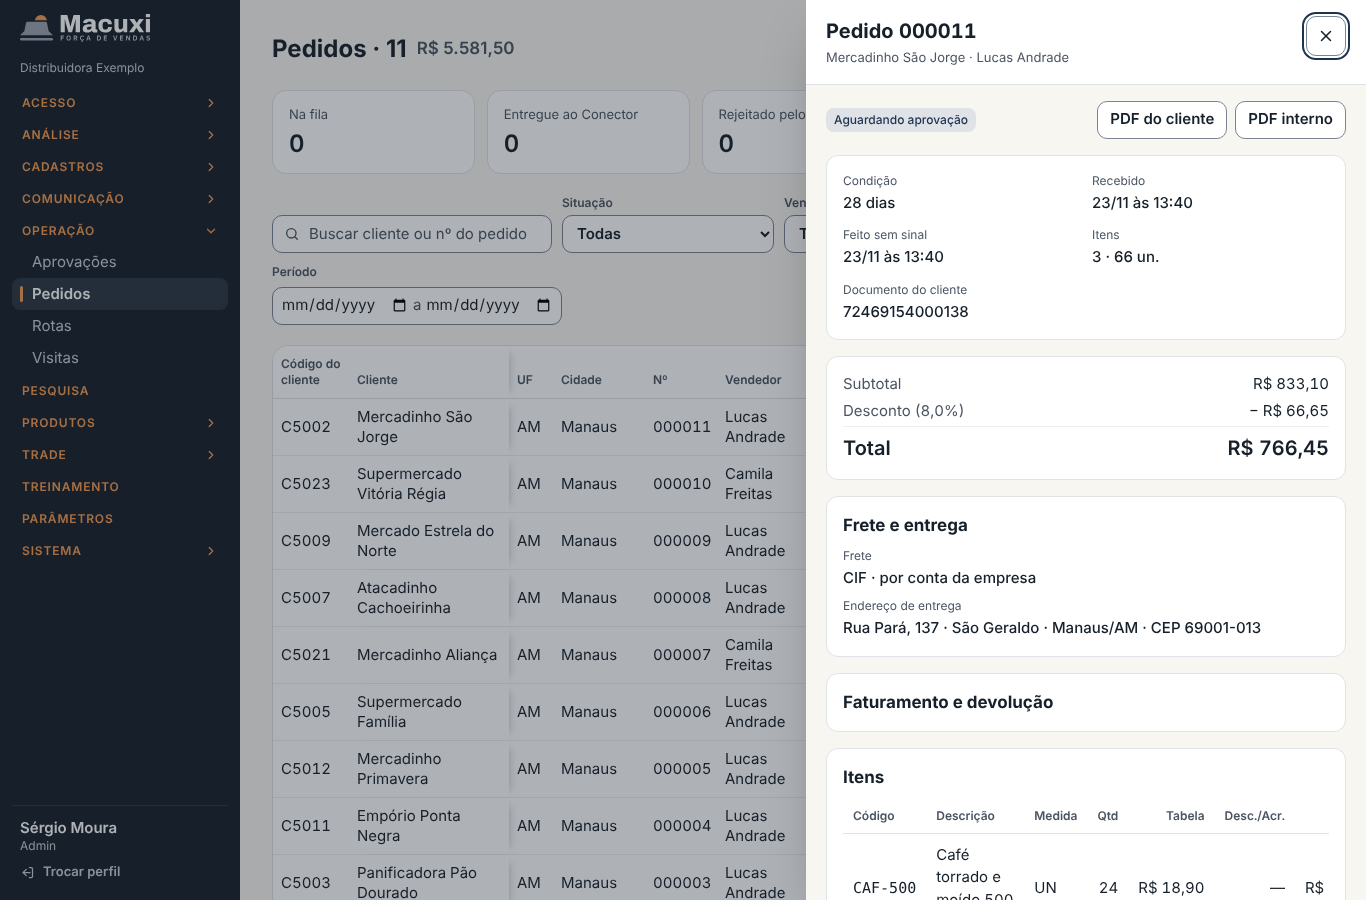 Macuxi
FORÇA DE VENDAS
Distribuidora Exemplo
ACESSO
ANÁLISE
CADASTROS
COMUNICAÇÃO
OPERAÇÃO
Aprovações
Pedidos
Rotas
Visitas
PESQUISA
PRODUTOS
TRADE
TREINAMENTO
PARÂMETROS
SISTEMA
Sérgio Moura
Admin
Trocar perfil
Pedidos · 11 R$ 5.581,50
Na fila
0
Entregue ao Conector
0
Rejeitado pelo
0
Buscar cliente ou nº do pedido
Situação
Todas
Ven
T
Período
mm/dd/yyyy a mm/dd/yyyy
Código do cliente Cliente UF Cidade Nº Vendedor
C5002 Mercadinho São Jorge AM Manaus 000011 Lucas Andrade
C5023 Supermercado Vitória Régia AM Manaus 000010 Camila Freitas
C5009 Mercado Estrela do Norte AM Manaus 000009 Lucas Andrade
C5007 Atacadinho Cachoeirinha AM Manaus 000008 Lucas Andrade
C5021 Mercadinho Aliança AM Manaus 000007 Camila Freitas
C5005 Supermercado Família AM Manaus 000006 Lucas Andrade
C5012 Mercadinho Primavera AM Manaus 000005 Lucas Andrade
C5011 Empório Ponta Negra AM Manaus 000004 Lucas Andrade
C5003 Panificadora Pão Dourado AM Manaus 000003 Lucas Andrade
Pedido 000011
Mercadinho São Jorge · Lucas Andrade
Aguardando aprovação
PDF do cliente
PDF interno
Condição
28 dias
Recebido
23/11 às 13:40
Feito sem sinal
23/11 às 13:40
Itens
3 · 66 un.
Documento do cliente
72469154000138
Subtotal R$ 833,10
Desconto (8,0%) − R$ 66,65
Total R$ 766,45
Frete e entrega
Frete
CIF · por conta da empresa
Endereço de entrega
Rua Pará, 137 · São Geraldo · Manaus/AM · CEP 69001-013
Faturamento e devolução
Itens
Código Descrição Medida Qtd Tabela Desc./Acr.
CAF-500 Café torrado e moído 500 UN 24 R$ 18,90 — R$